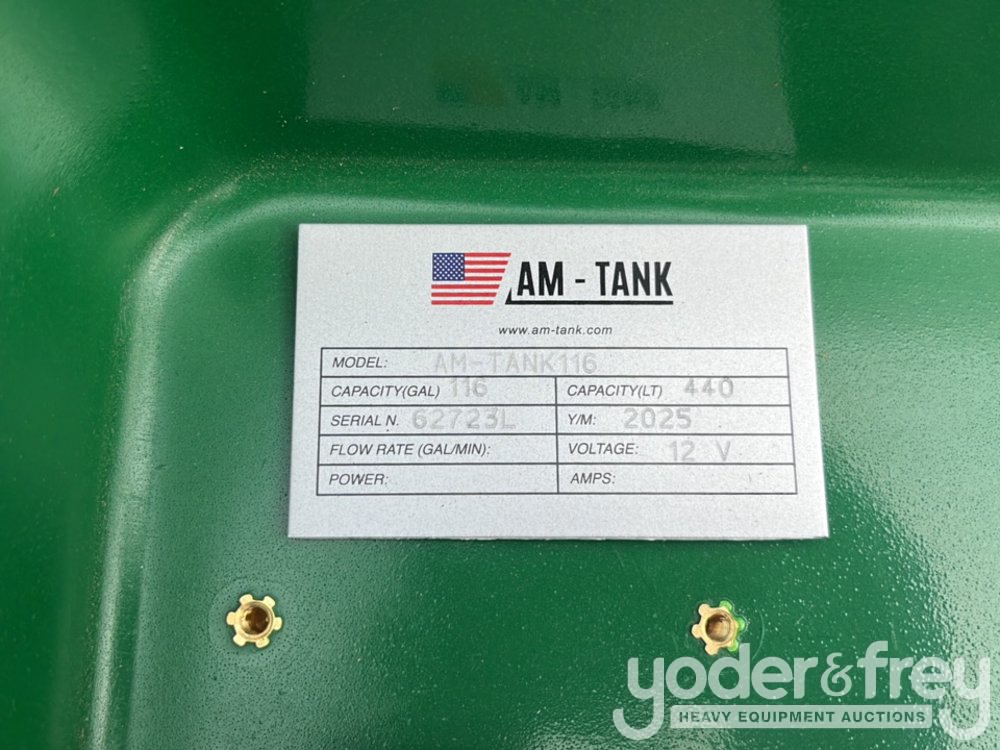 AM - TANK
www.am-tank.com
MODEL: AM-TANK116
CAPACITY(GAL) 116 CAPACITY(LT) 440
SERIAL N. 62723L Y/M: 2025
FLOW RATE (GAL/MIN): VOLTAGE: 12 V
POWER: AMPS:
yoder&frey
HEAVY EQUIPMENT AUCTIONS